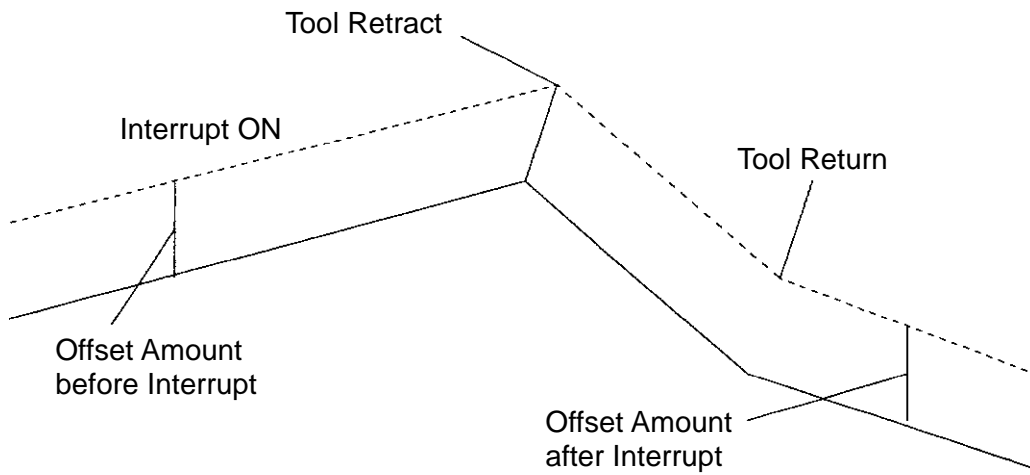 Tool Retract
Interrupt ON
Tool Return
Offset Amount
before Interrupt
Offset Amount
after Interrupt